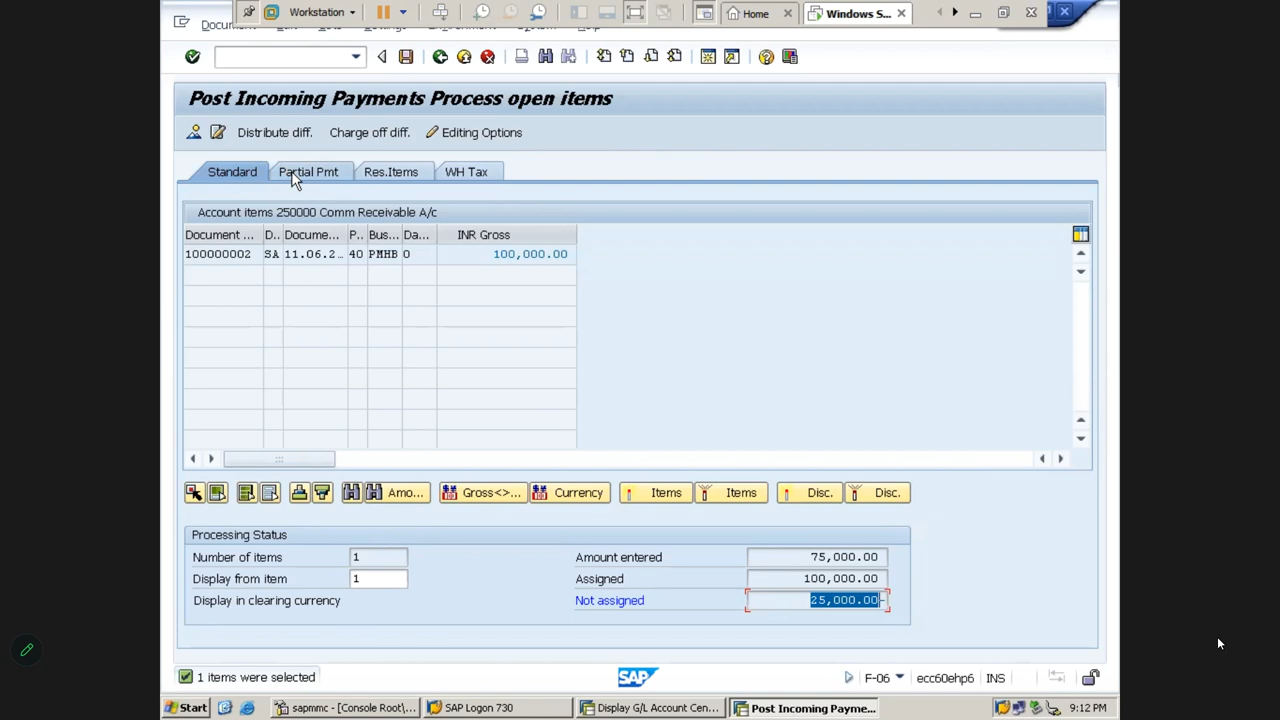 Workstation
Home
Windows S...
Document
System
Post Incoming Payments Process open items
Distribute diff. Charge off diff. Editing Options
Standard Partial Pmt Res.Items WH Tax
Account items 250000 Comm Receivable A/c
Document ... D.. Docume... P.. Bus... Da... INR Gross
100000002 SA 11.06.2... 40 PMHB 0 100,000.00
Amo... Gross<>... Currency Items Items Disc. Disc.
Processing Status
Number of items 1 Amount entered 75,000.00
Display from item 1 Assigned 100,000.00
Display in clearing currency Not assigned 25,000.00-
1 items were selected
SAP
F-06 ecc60ehp6 INS
Start sapmmc - [Console Root\... SAP Logon 730 Display G/L Account Cen... Post Incoming Payme... 9:12 PM